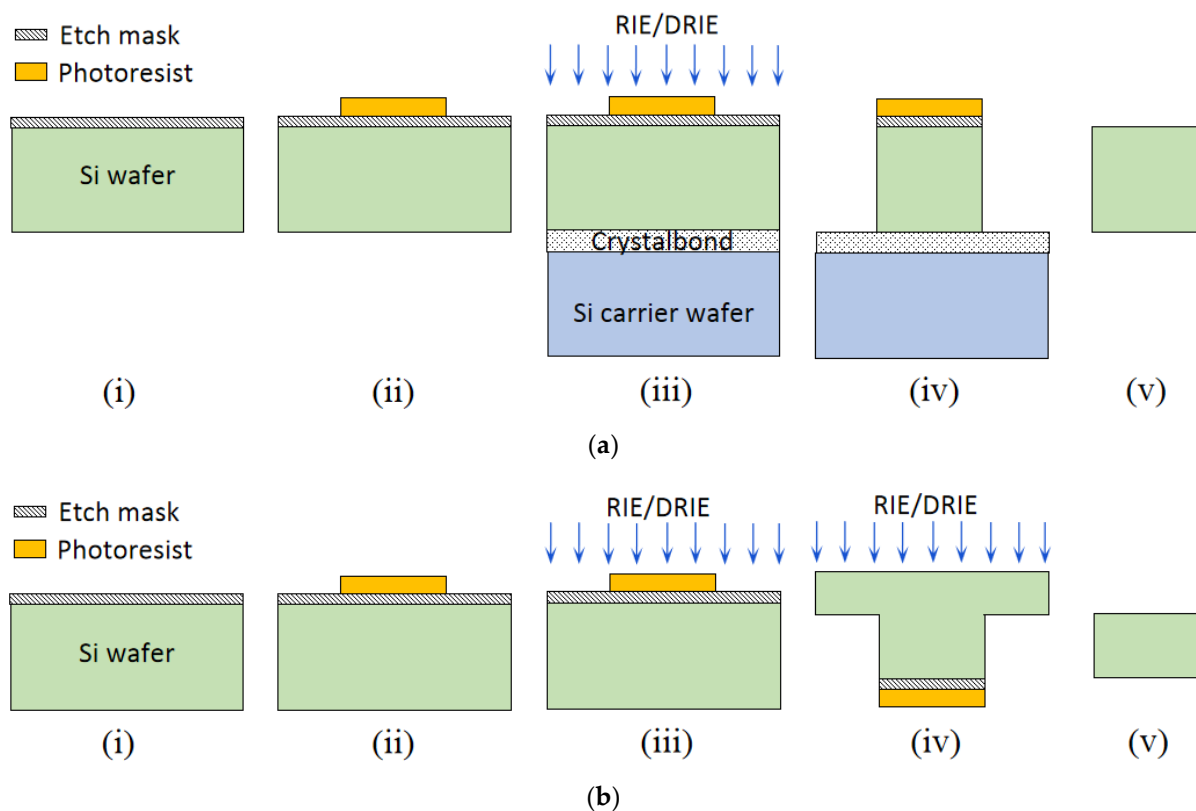 Etch mask
Photoresist
RIE/DRIE
Si wafer
Crystalbond
Si carrier wafer
(i) (ii) (iii) (iv) (v)
(a)
Etch mask
Photoresist
RIE/DRIE RIE/DRIE
Si wafer
(i) (ii) (iii) (iv) (v)
(b)